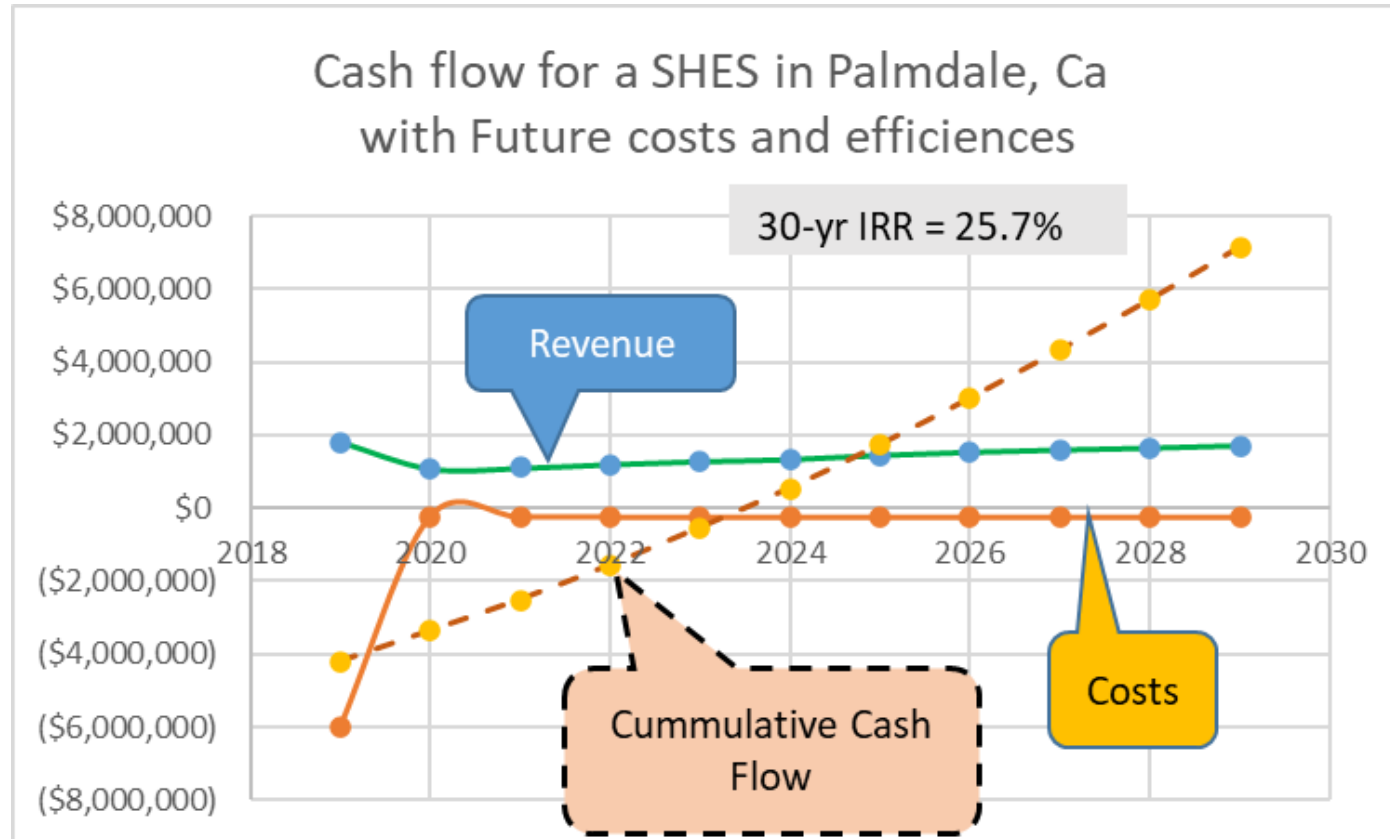 Cash flow for a SHES in Palmdale, Ca
with Future costs and efficiences
30-yr IRR = 25.7%
$8,000,000
$6,000,000
$4,000,000
$2,000,000
$0
($2,000,000)
($4,000,000)
($6,000,000)
($8,000,000)
Revenue
2018 2020 2022 2024 2026 2028 2030
Cummulative Cash
Flow
Costs